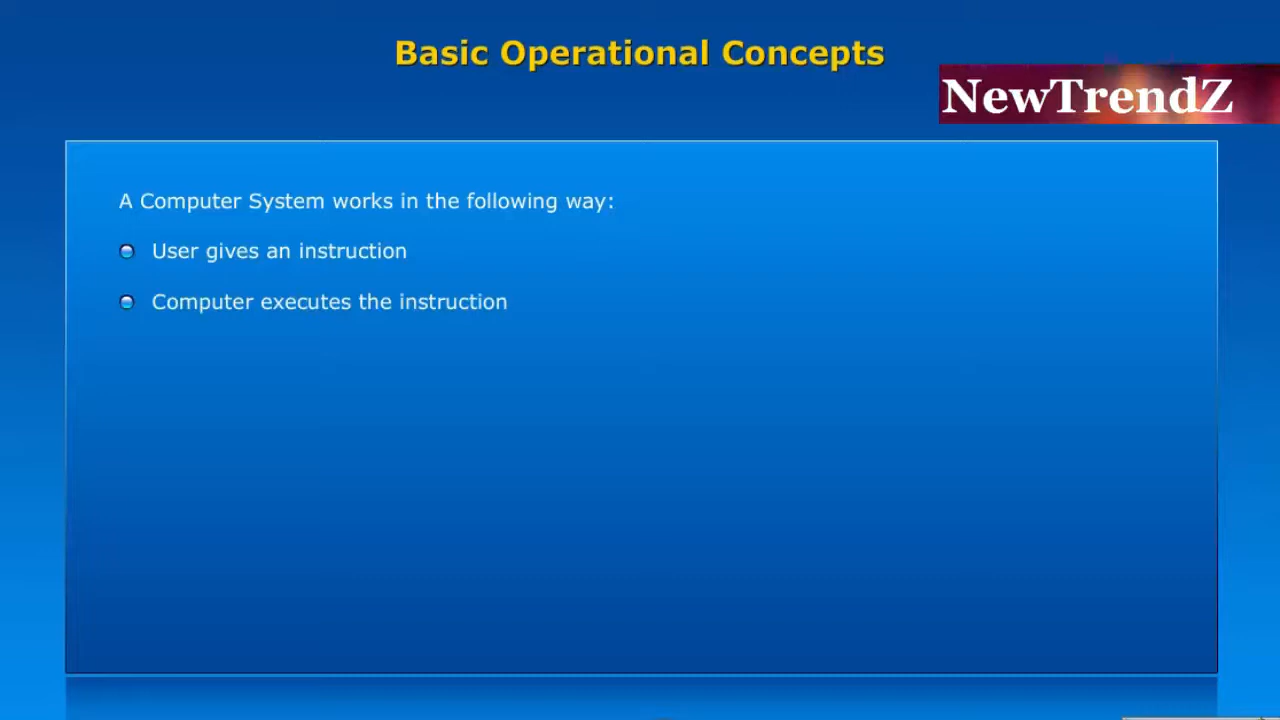 Basic Operational Concepts
NewTrendZ
A Computer System works in the following way:
User gives an instruction
Computer executes the instruction